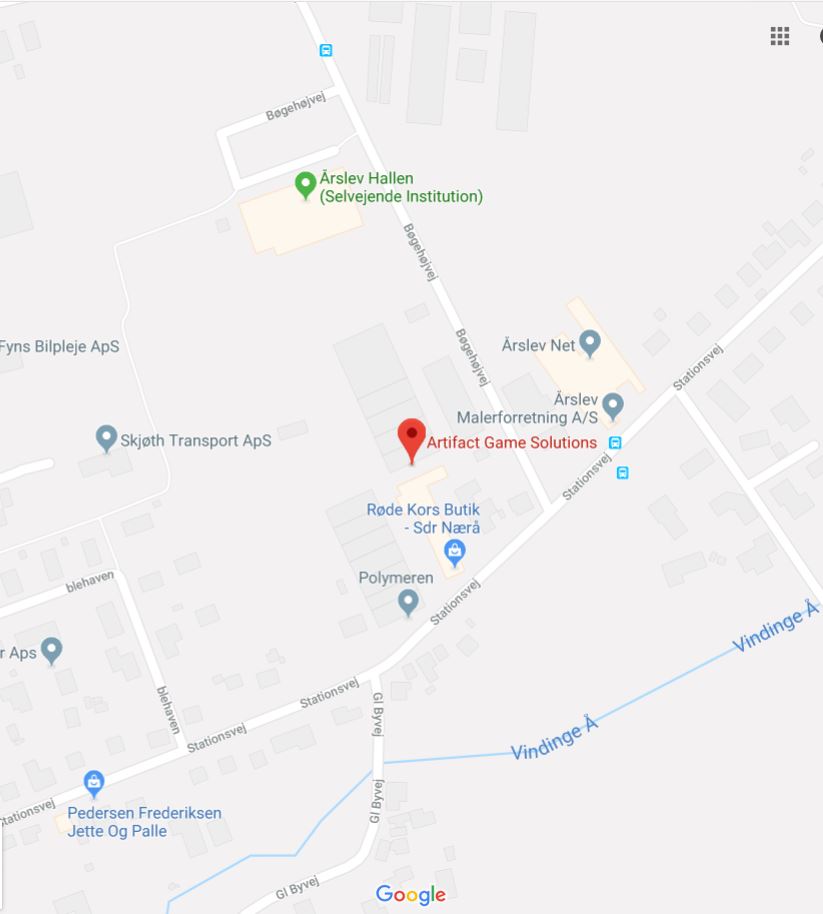 Bøgehøjvej
Årslev Hallen
(Selvejende Institution)
Bøgehøjvej
Fyns Bilpleje ApS
Bøgehøjvej
Årslev Net
Stationsvej
Årslev
Malerforretning A/S
Skjøth Transport ApS
Artifact Game Solutions
Stationsvej
Røde Kors Butik
- Sdr Nærå
Polymeren
blehaven
Stationsvej
Vindinge Å
r Aps
Stationsvej
blehaven
Gl Byvej
Stationsvej
Vindinge Å
Pedersen Frederiksen
Jette Og Palle
Stationsvej
Gl Byvej
Gl Byvej
Google